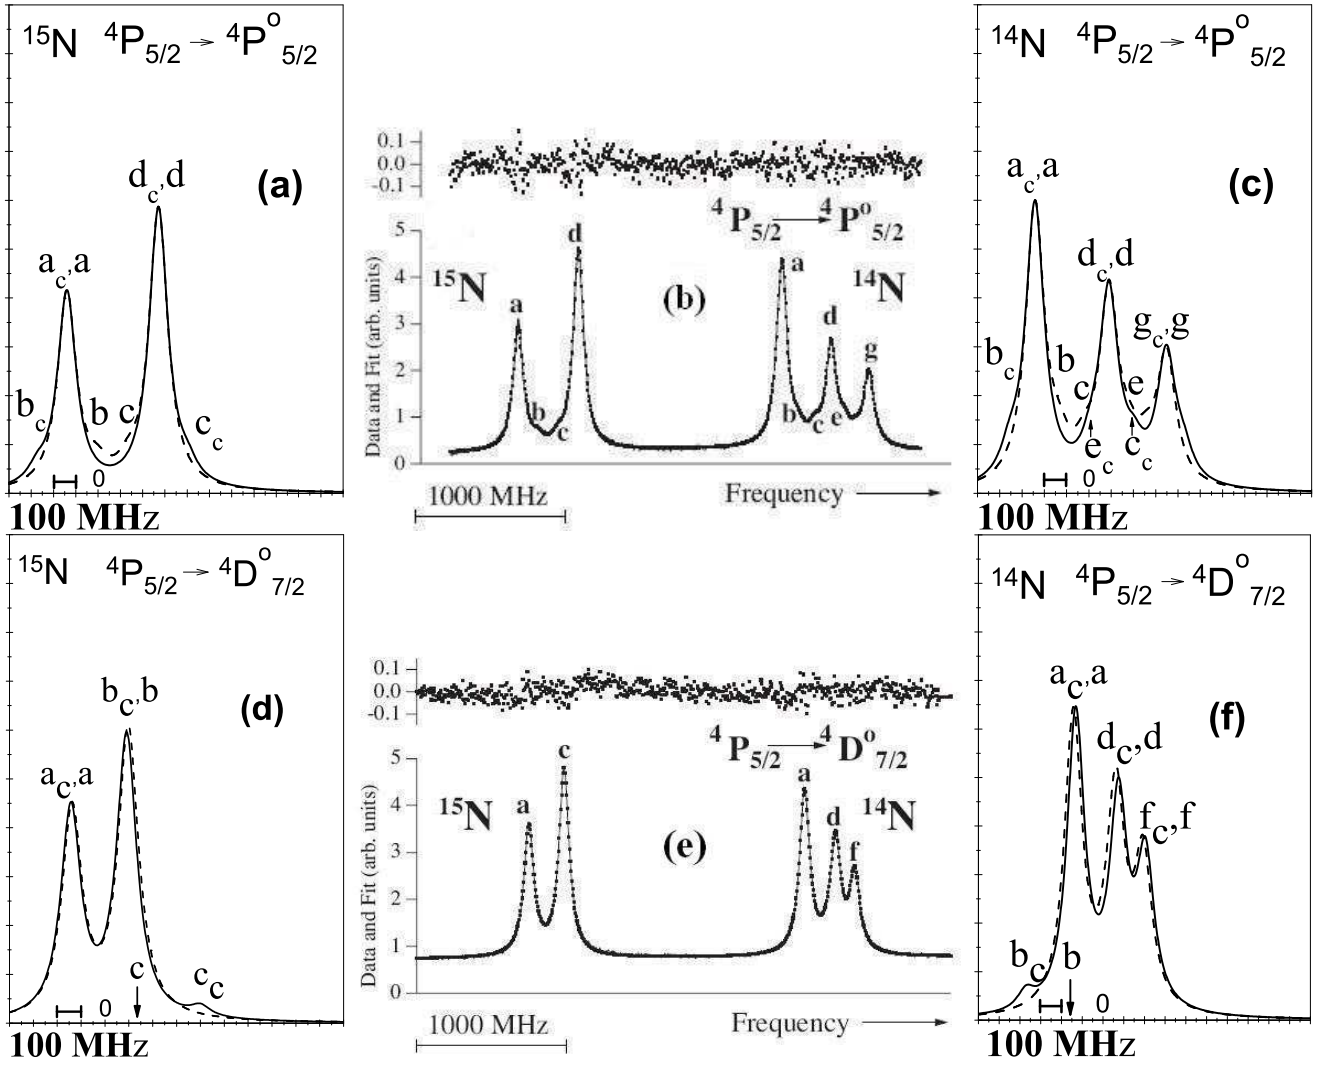 15N 4P5/2 → 4Po5/2
(a)
dc,d
ac,a
bc b c cc
0
100 MHz
0.1
0.0
-0.1
4P5/2 → 4Po5/2
15N (b) 14N
Data and Fit (arb. units)
5
4
3
2
1
0
a b c d
a b c d e g
1000 MHz
Frequency →
14N 4P5/2 → 4Po5/2
(c)
ac,a
dc,d
gc,g
bc b c e
ec cc
0
100 MHz
15N 4P5/2 → 4Do7/2
(d)
bc,b
ac,a
c cc
0
100 MHz
0.1
0.0
-0.1
4P5/2 → 4Do7/2
15N (e) 14N
Data and Fit (arb. units)
5
4
3
2
1
0
a c
a d f
1000 MHz
Frequency →
14N 4P5/2 → 4Do7/2
(f)
ac,a
dc,d
fc,f
bc b
0
100 MHz